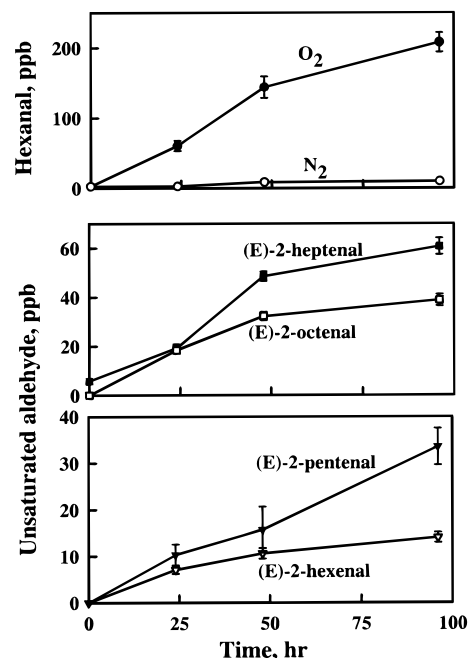 Hexanal, ppb
200
100
0
O2
N2
Unsaturated aldehyde, ppb
60
40
20
0
(E)-2-heptenal
(E)-2-octenal
40
30
20
10
0
(E)-2-pentenal
(E)-2-hexenal
0 25 50 75 100
Time, hr